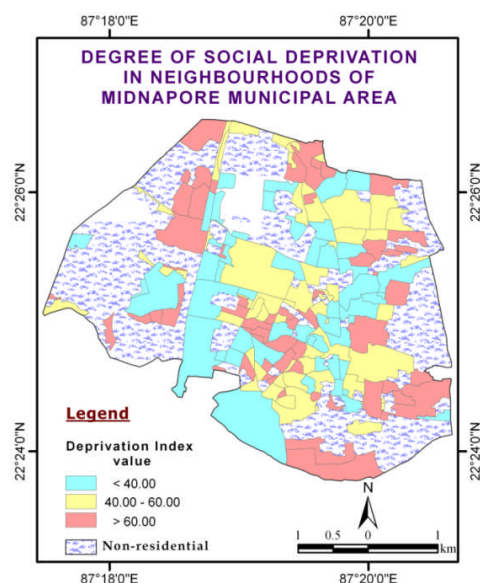 87°18'0"E
87°20'0"E
DEGREE OF SOCIAL DEPRIVATION
IN NEIGHBOURHOODS OF
MIDNAPORE MUNICIPAL AREA
22°26'0"N
22°26'0"N
22°24'0"N
22°24'0"N
Legend
Deprivation Index
value
< 40.00
40.00 - 60.00
> 60.00
Non-residential
N
1 0.5 0 1
km
87°18'0"E
87°20'0"E